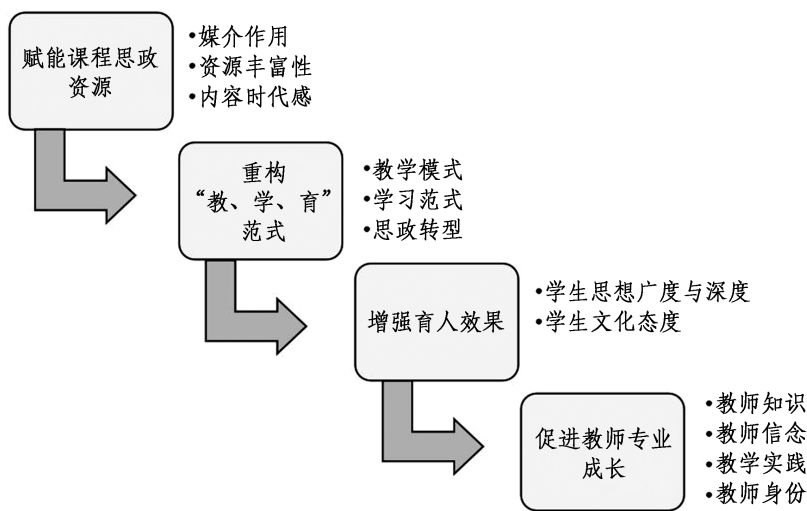 赋能课程思政
资源
•媒介作用
•资源丰富性
•内容时代感
重构
“教、学、育”
范式
•教学模式
•学习范式
•思政转型
增强育人效果
•学生思想广度与深度
•学生文化态度
促进教师专业
成长
•教师知识
•教师信念
•教学实践
•教师身份